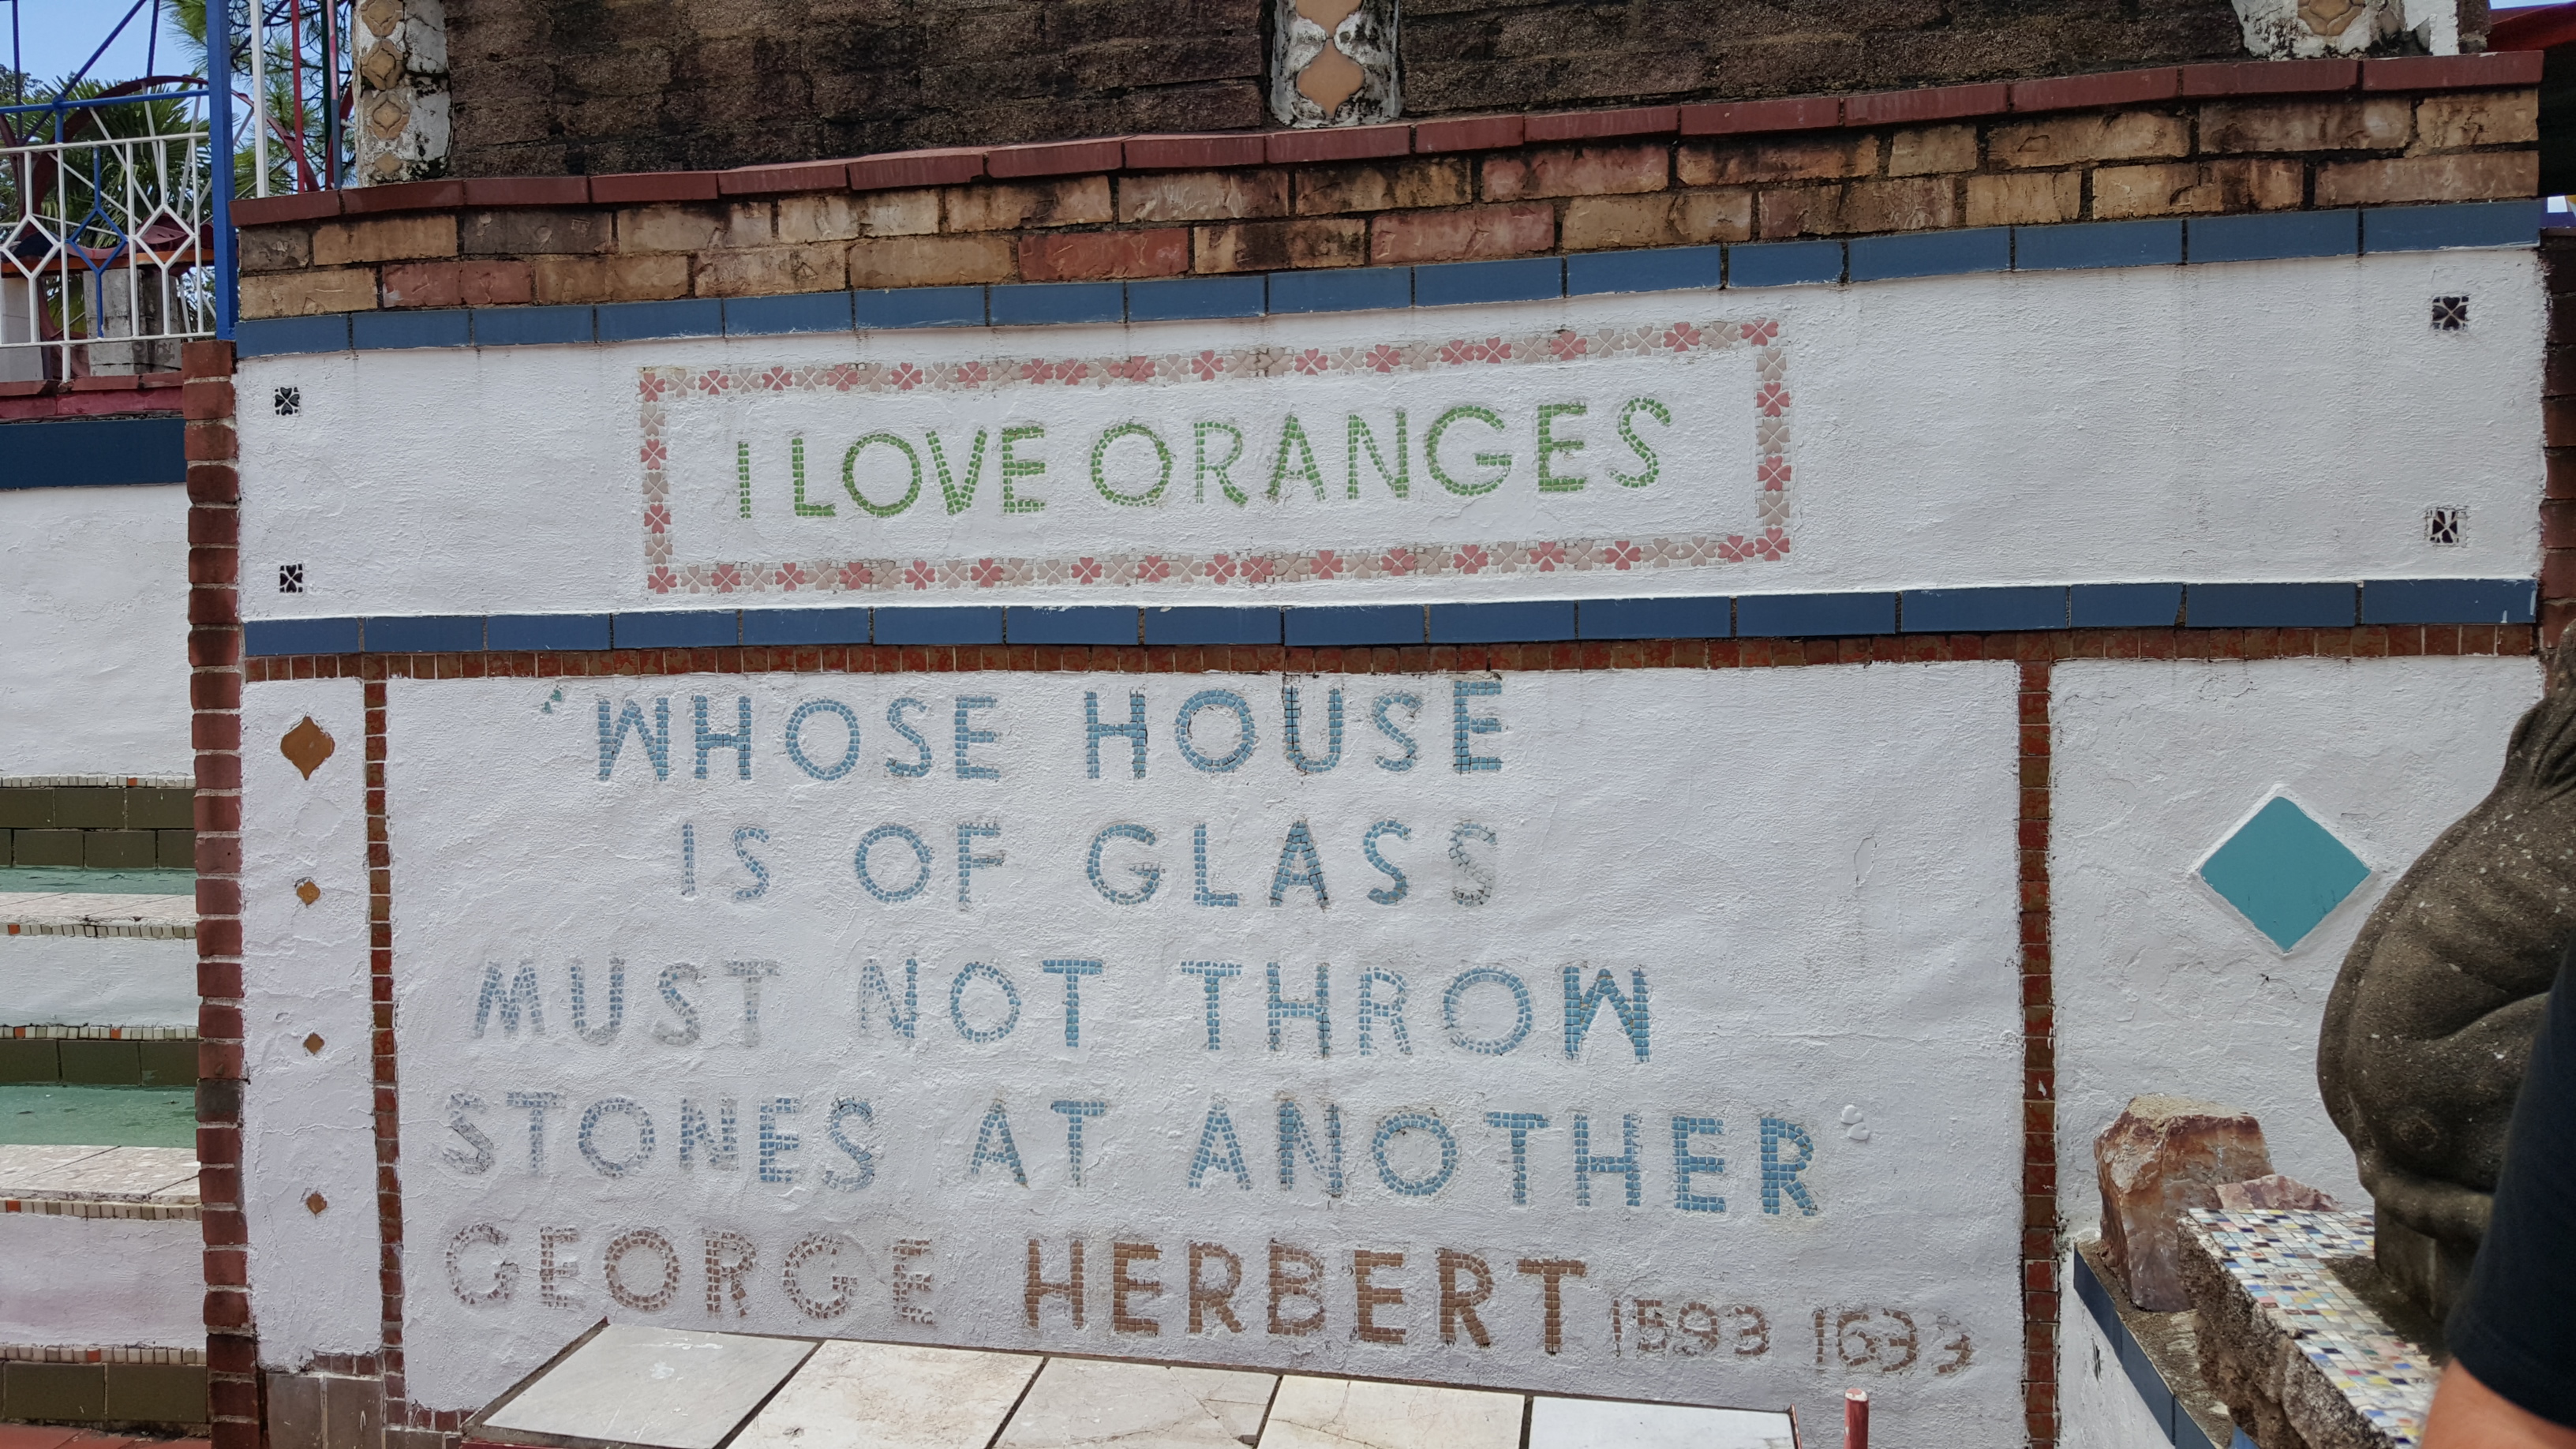 I LOVE ORANGES
"WHOSE HOUSE
IS OF GLASS
MUST NOT THROW
STONES AT ANOTHER"
GEORGE HERBERT 1593 1633